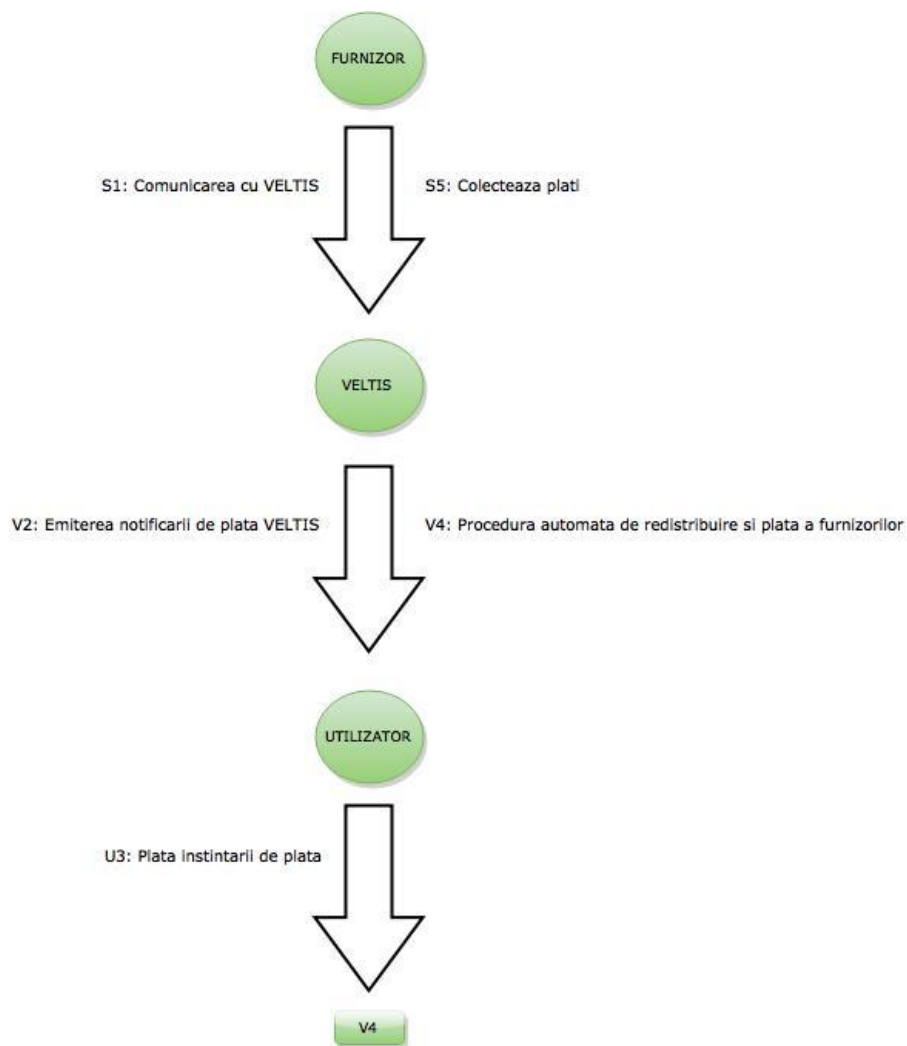 FURNIZOR
S1: Comunicarea cu VELTIS
S5: Colecteaza plati
VELTIS
V2: Emiterea notificarii de plata VELTIS
V4: Procedura automata de redistribuire si plata a furnizorilor
UTILIZATOR
U3: Plata instintarii de plata
V4